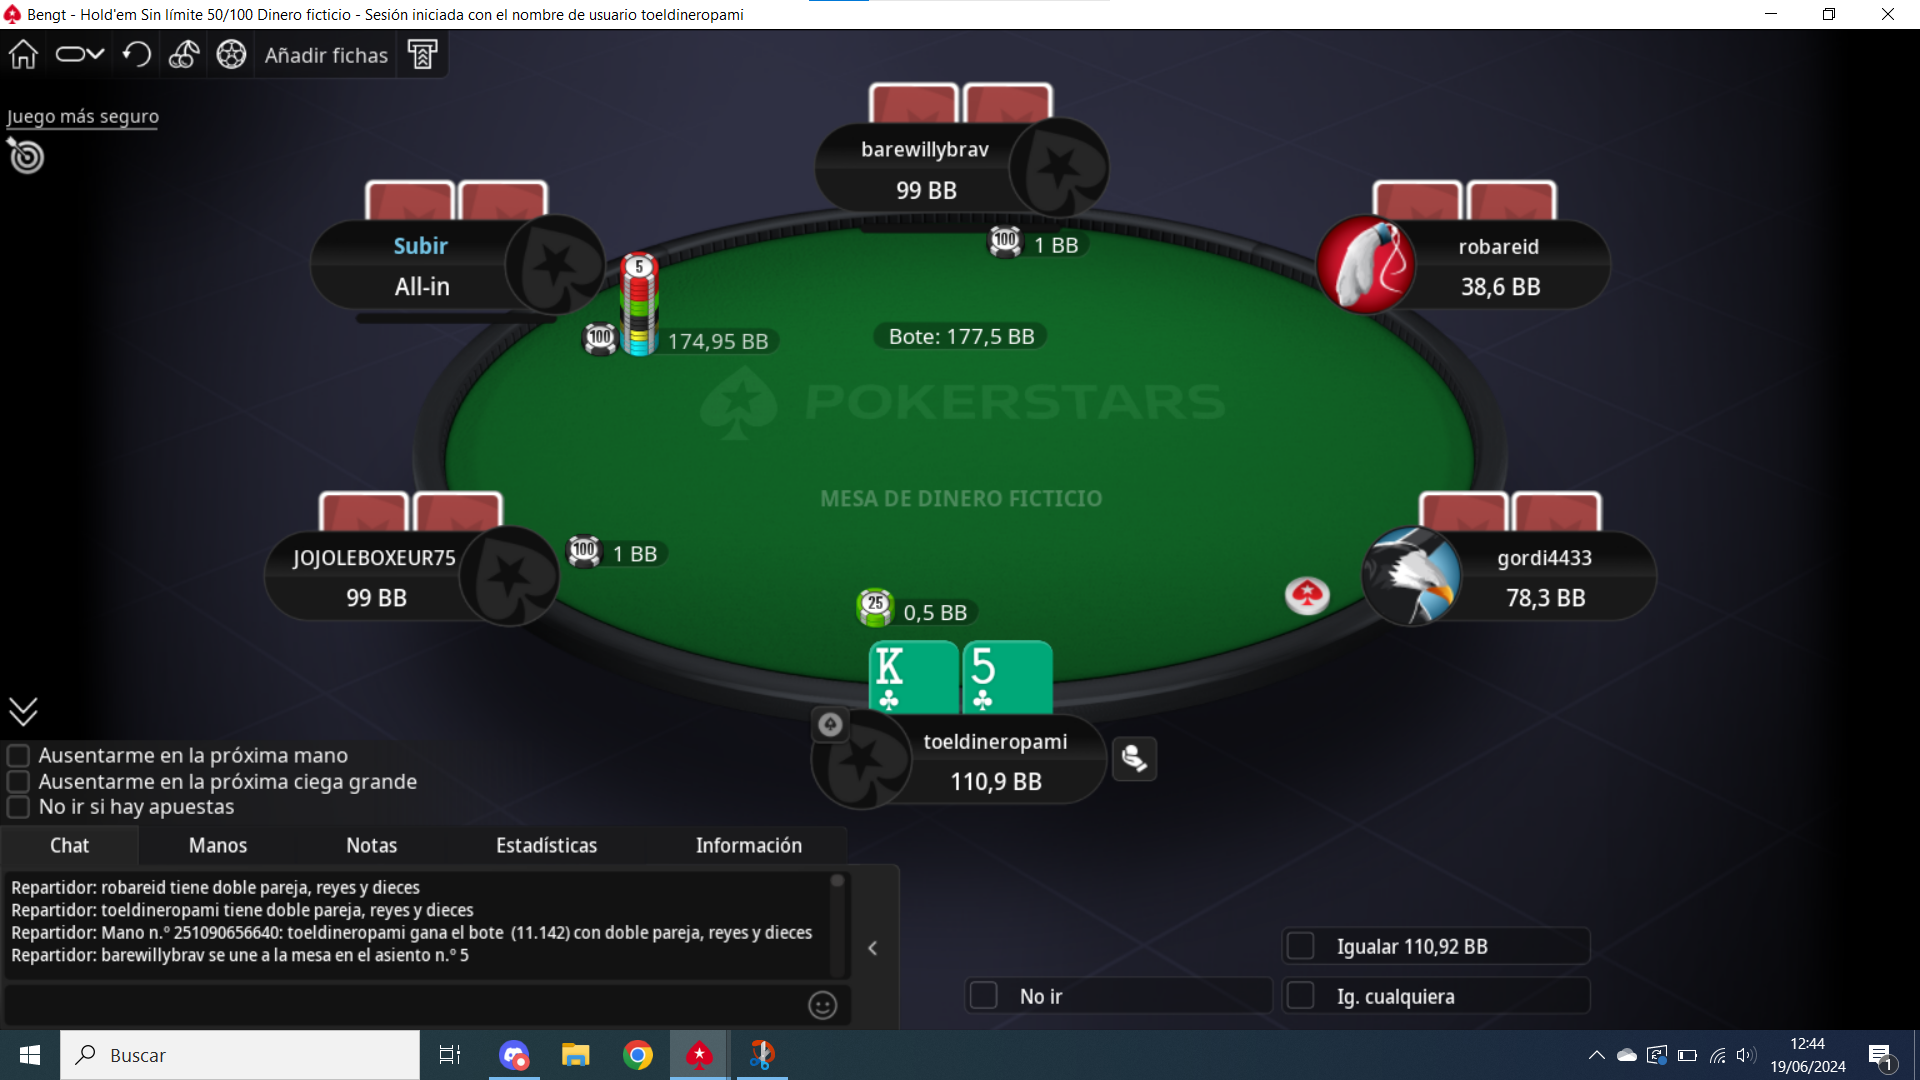 Bengt - Hold'em Sin límite 50/100 Dinero ficticio - Sesión iniciada con el nombre de usuario toeldineropami
Añadir fichas
Juego más seguro
barewillybrav
99 BB
Subir
All-in
robareid
38,6 BB
100
1 BB
5
100
174,95 BB
Bote: 177,5 BB
POKERSTARS
MESA DE DINERO FICTICIO
JOJOLEBOXEUR75
99 BB
100
1 BB
gordi4433
78,3 BB
25
0,5 BB
K 5
toeldineropami
110,9 BB
Ausentarme en la próxima mano
Ausentarme en la próxima ciega grande
No ir si hay apuestas
Chat Manos Notas Estadísticas Información
Repartidor: robareid tiene doble pareja, reyes y dieces
Repartidor: toeldineropami tiene doble pareja, reyes y dieces
Repartidor: Mano n.º 251090656640: toeldineropami gana el bote (11.142) con doble pareja, reyes y dieces
Repartidor: barewillybrav se une a la mesa en el asiento n.º 5
Igualar 110,92 BB
No ir
Ig. cualquiera
Buscar
12:44
19/06/2024
1